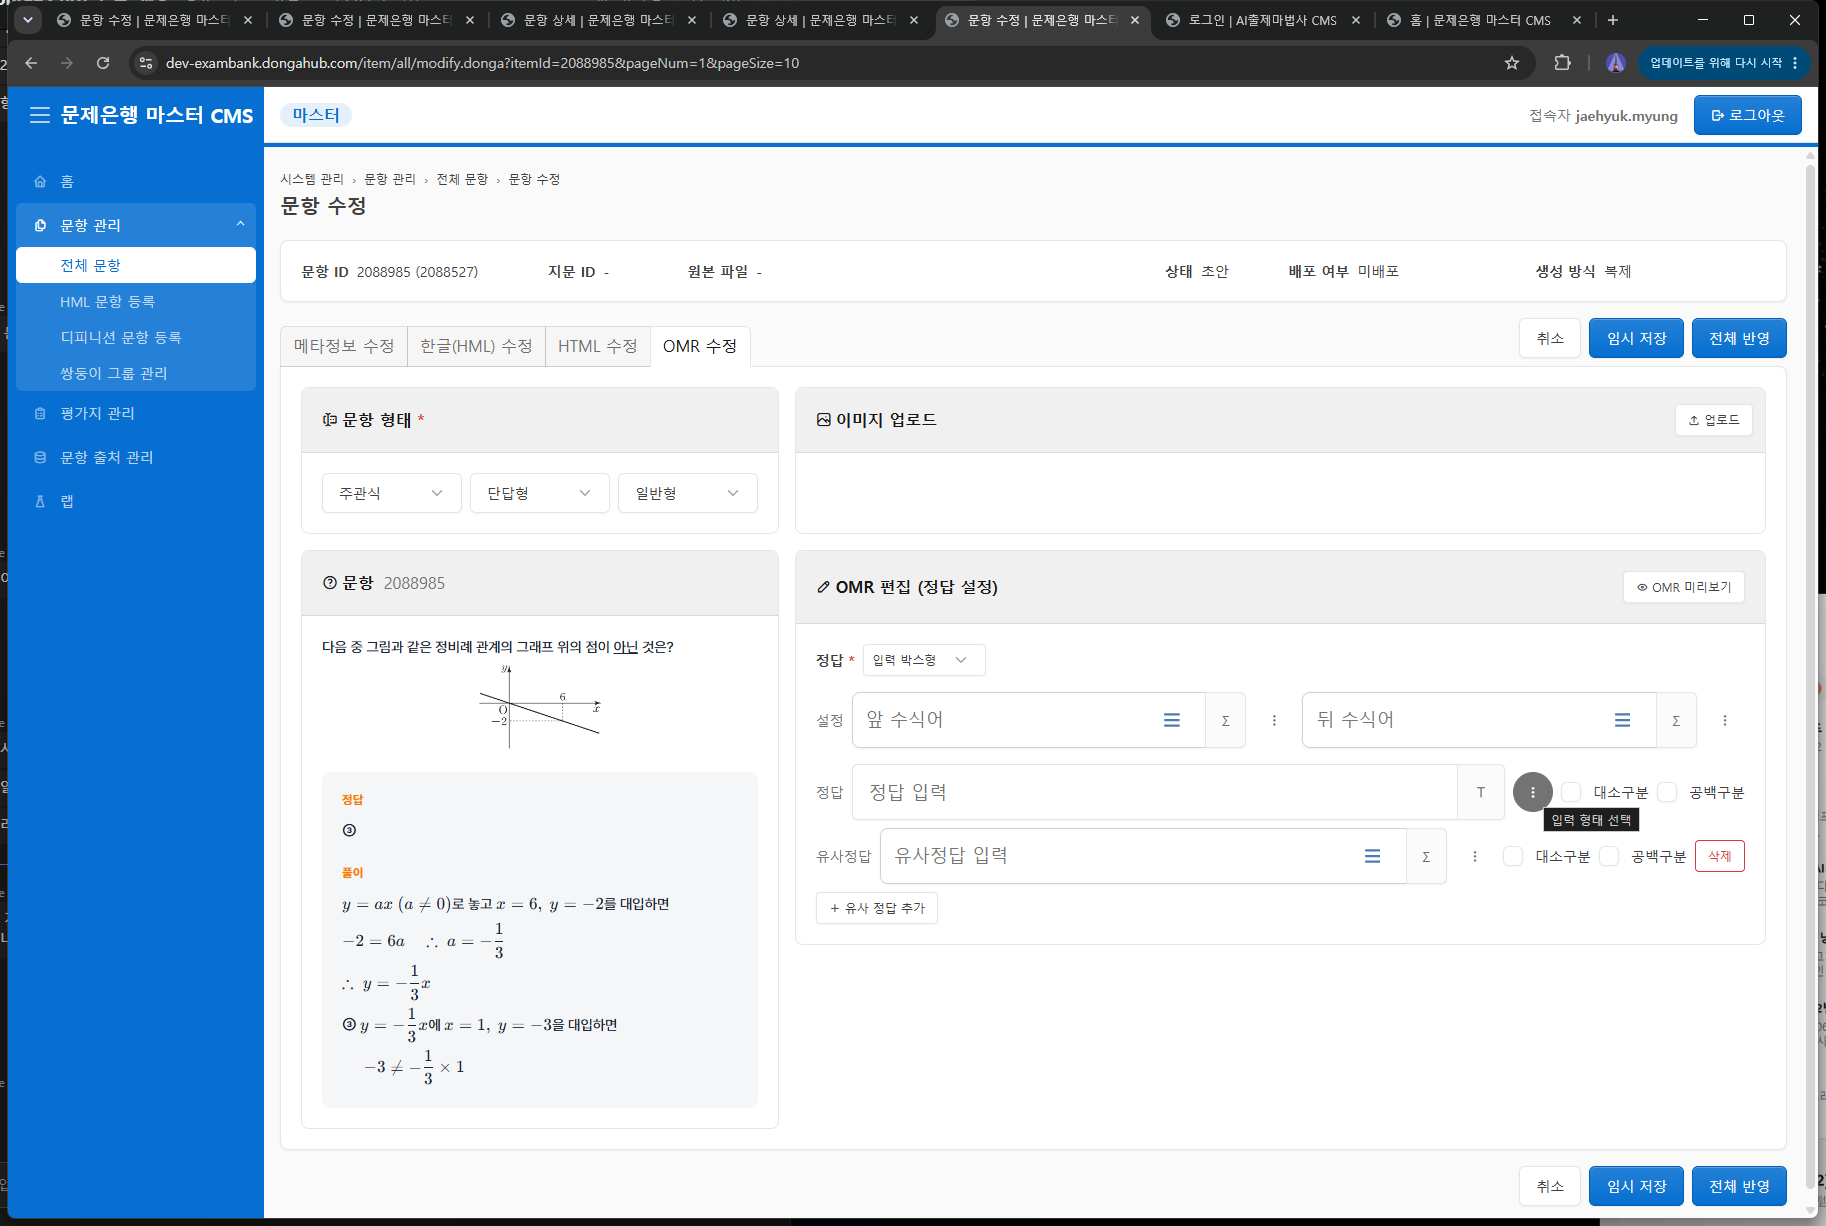 문항 수정 | 문제은행 마스터
문항 수정 | 문제은행 마스터
문항 상세 | 문제은행 마스터
문항 상세 | 문제은행 마스터
문항 수정 | 문제은행 마스터
로그인 | AI출제마법사 CMS
홈 | 문제은행 마스터 CMS
dev-exambank.dongahub.com/item/all/modify.donga?itemId=2088985&pageNum=1&pageSize=10
업데이트를 위해 다시 시작
문제은행 마스터 CMS
마스터
접속자 jaehyuk.myung
로그아웃
홈
문항 관리
전체 문항
HML 문항 등록
디피니션 문항 등록
쌍둥이 그룹 관리
평가지 관리
문항 출처 관리
랩
시스템 관리 › 문항 관리 › 전체 문항 › 문항 수정
문항 수정
문항 ID 2088985 (2088527)
지문 ID -
원본 파일 -
상태 초안
배포 여부 미배포
생성 방식 복제
메타정보 수정
한글(HML) 수정
HTML 수정
OMR 수정
취소
임시 저장
전체 반영
문항 형태 *
주관식
단답형
일반형
이미지 업로드
업로드
문항 2088985
다음 중 그림과 같은 정비례 관계의 그래프 위의 점이 아닌 것은?
y
6
O
x
−2
정답
③
풀이
y = ax (a ≠ 0)로 놓고 x = 6, y = −2를 대입하면
−2 = 6a ∴ a = −1/3
∴ y = −1/3x
③ y = −1/3x에 x = 1, y = −3을 대입하면
−3 ≠ −1/3 × 1
OMR 편집 (정답 설정)
OMR 미리보기
정답 * 입력 박스형
설정 앞 수식어 Σ 뒤 수식어 Σ
정답 정답 입력 T 대소구분 공백구분
입력 형태 선택
유사정답 유사정답 입력 Σ 대소구분 공백구분 삭제
+ 유사 정답 추가
취소
임시 저장
전체 반영